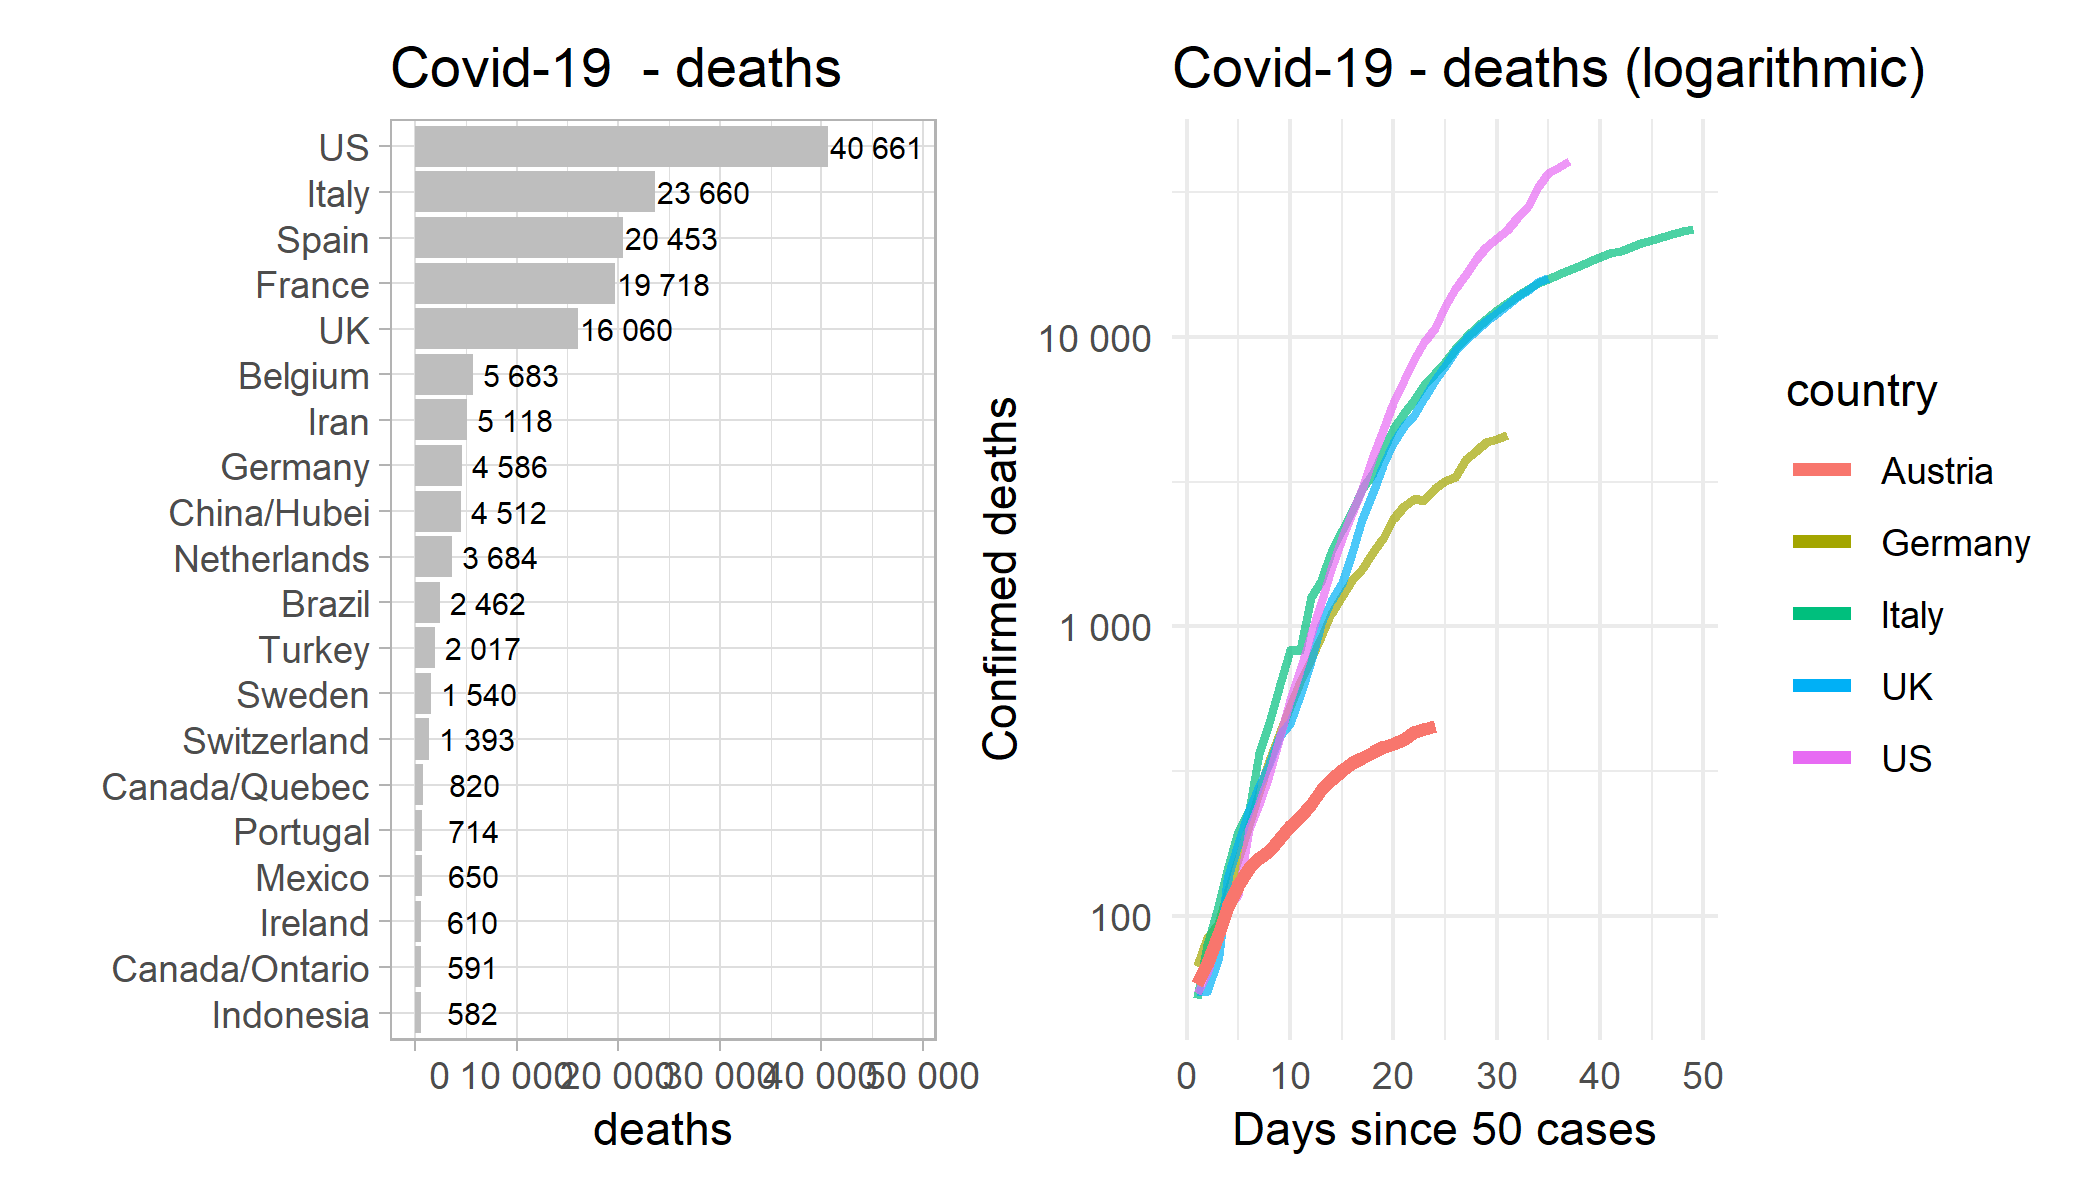 Covid-19  - deaths
US 40 661
Italy 23 660
Spain 20 453
France 19 718
UK 16 060
Belgium 5 683
Iran 5 118
Germany 4 586
China/Hubei 4 512
Netherlands 3 684
Brazil 2 462
Turkey 2 017
Sweden 1 540
Switzerland 1 393
Canada/Quebec 820
Portugal 714
Mexico 650
Ireland 610
Canada/Ontario 591
Indonesia 582
0 10 000 20 000 30 000 40 000 50 000
deaths
Covid-19 - deaths (logarithmic)
Confirmed deaths
10 000
1 000
100
0 10 20 30 40 50
Days since 50 cases
country
Austria
Germany
Italy
UK
US